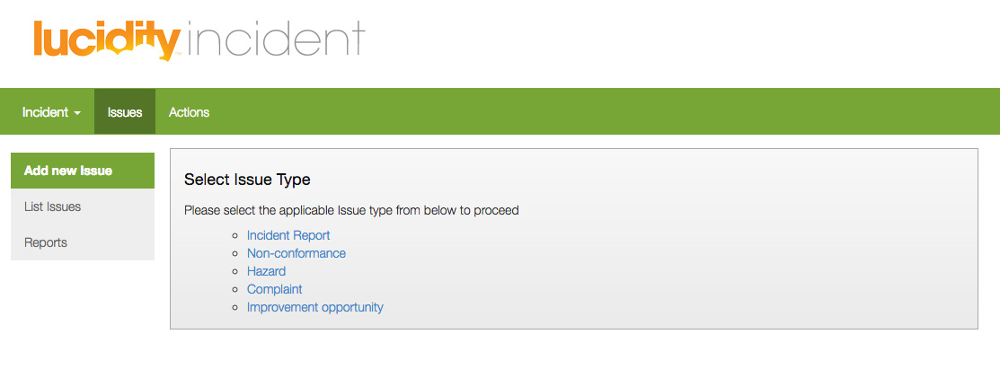 lucidity incident
Incident Issues Actions
Add new Issue
List Issues
Reports
Select Issue Type
Please select the applicable Issue type from below to proceed
Incident Report
Non-conformance
Hazard
Complaint
Improvement opportunity